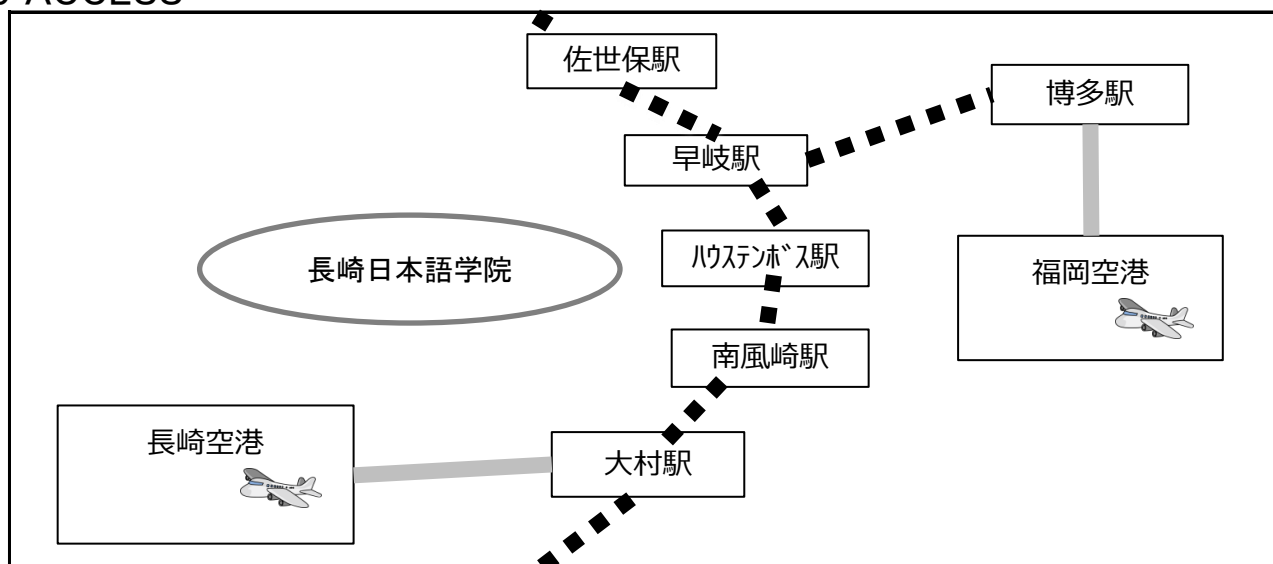 佐世保駅
博多駅
早岐駅
ﾊｳｽﾃﾝﾎﾞｽ駅
長崎日本語学院
福岡空港
南風崎駅
長崎空港
大村駅